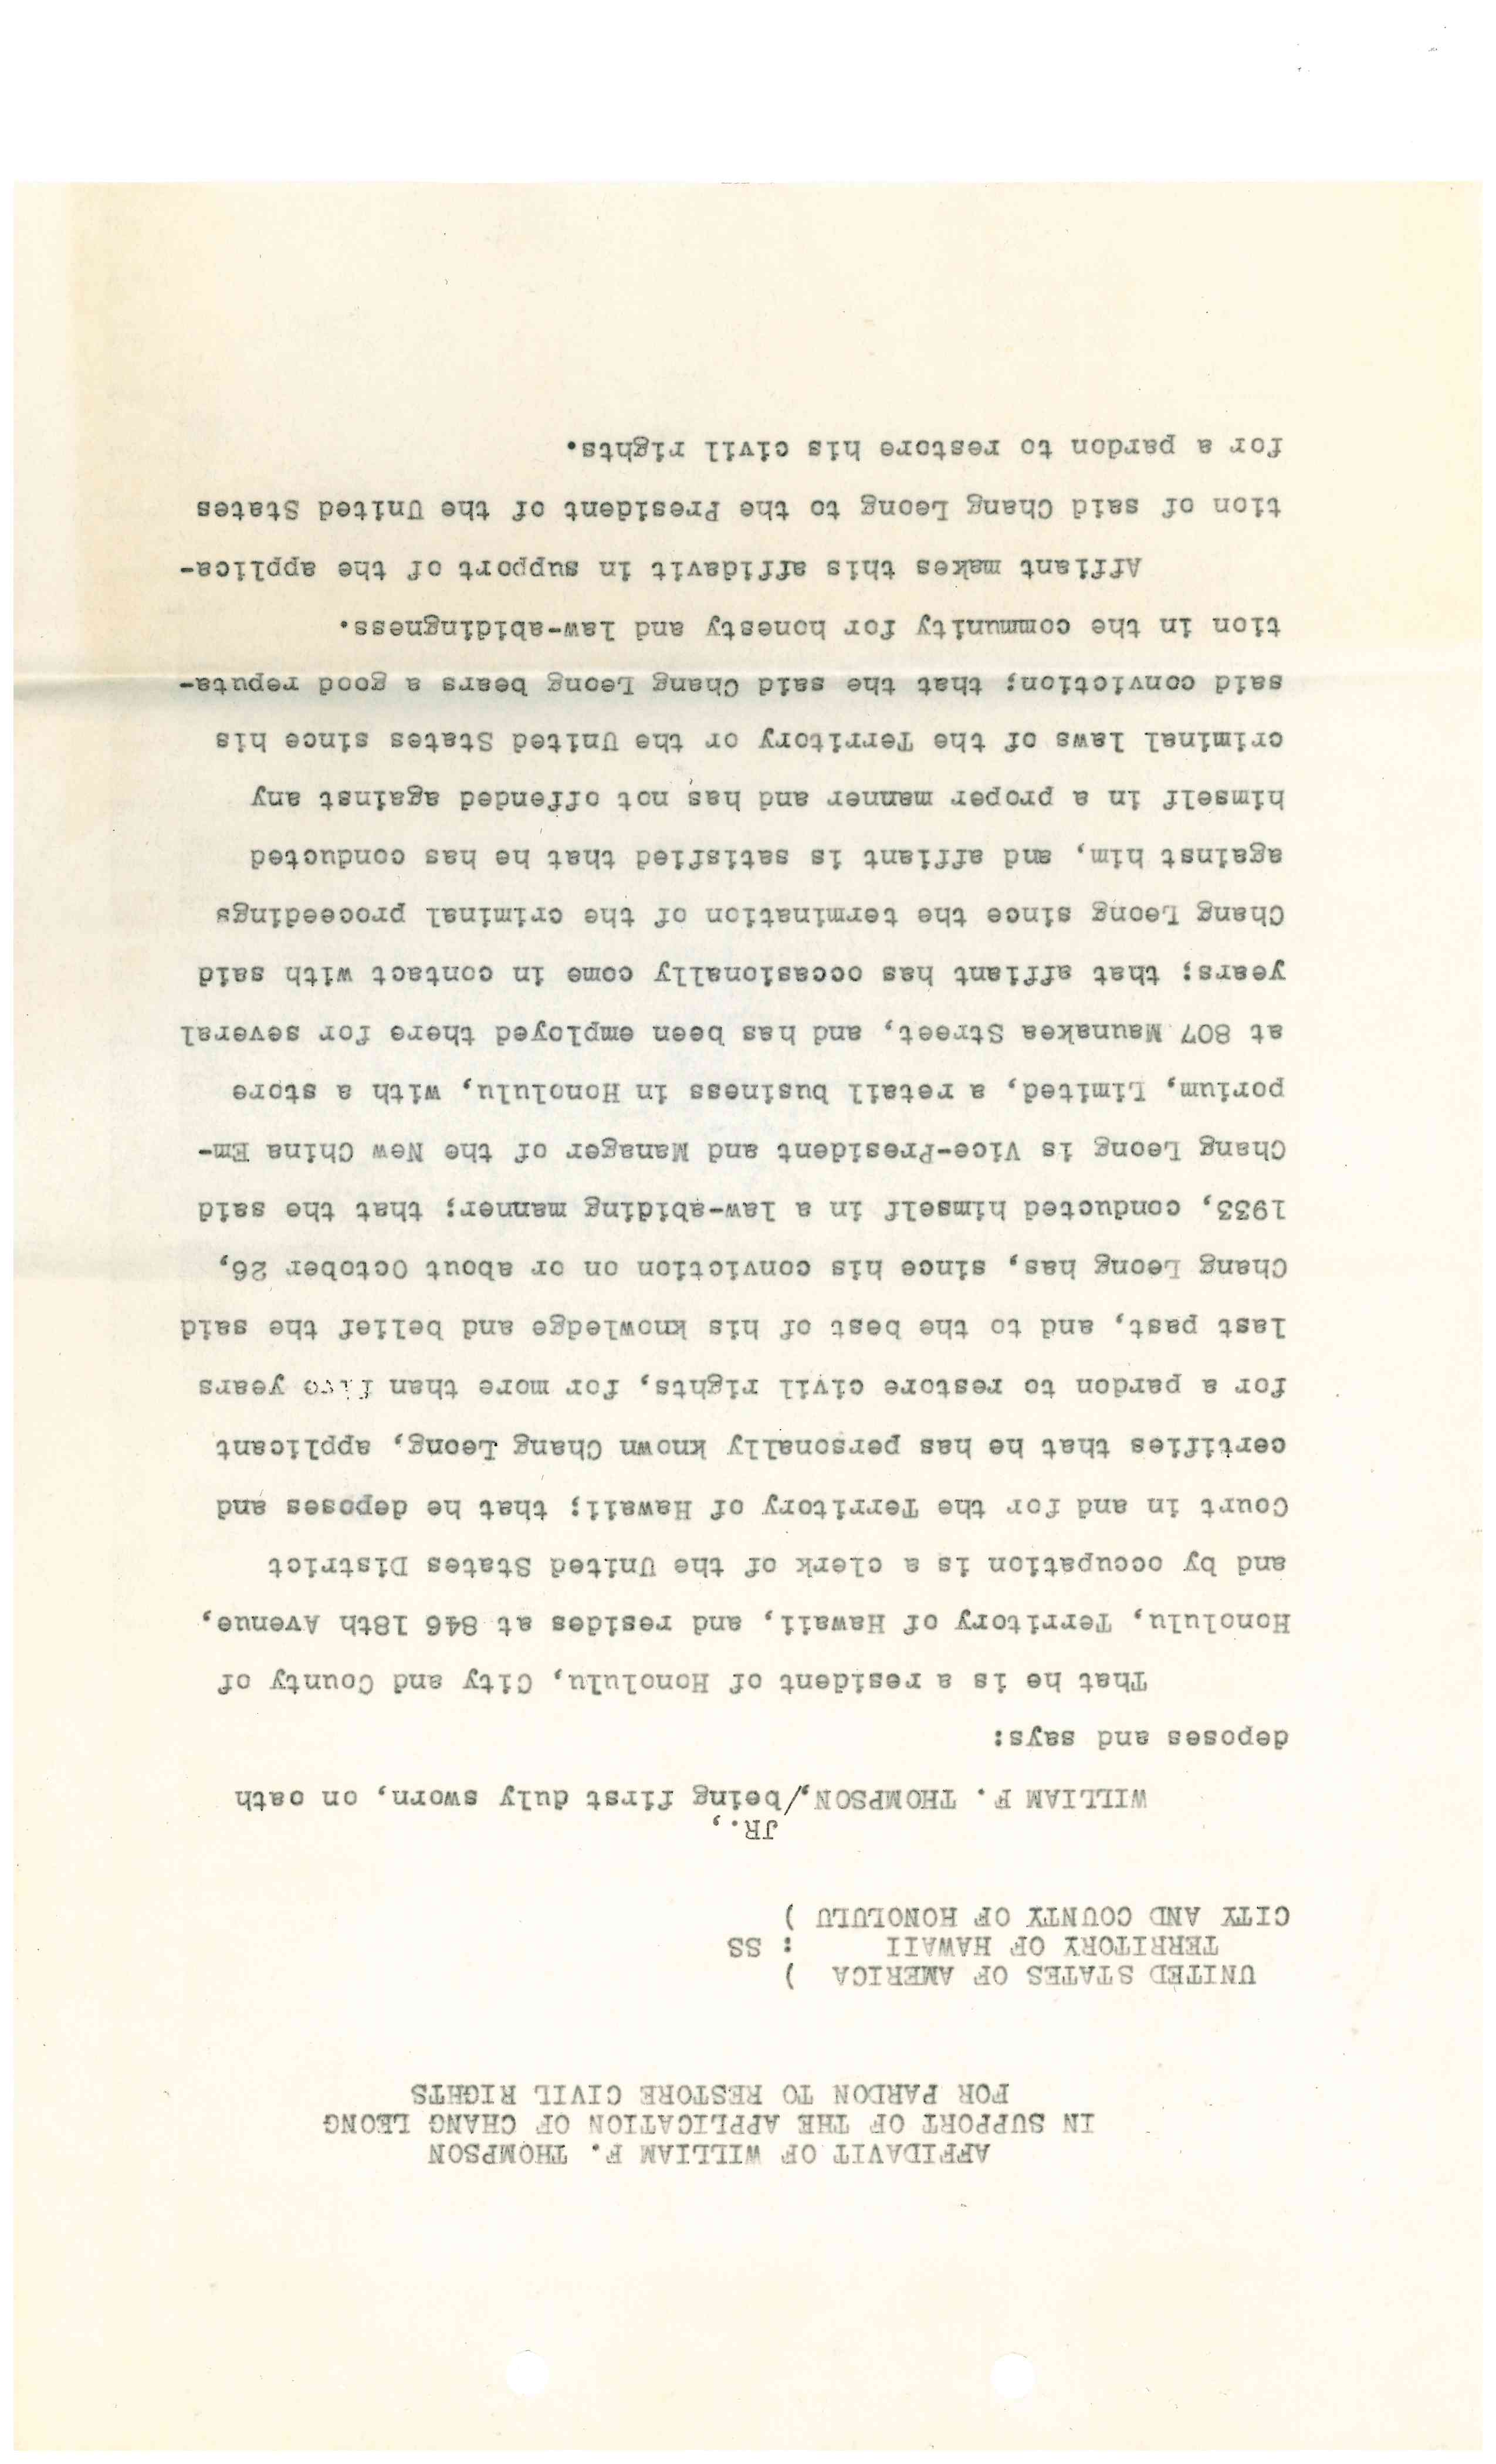 AFFIDAVIT OF WILLIAM F. THOMPSON
IN SUPPORT OF THE APPLICATION OF CHANG LEONG
FOR PARDON TO RESTORE CIVIL RIGHTS
UNITED STATES OF AMERICA )
TERRITORY OF HAWAII : SS
CITY AND COUNTY OF HONOLULU )
JR.,
WILLIAM F. THOMPSON,/being first duly sworn, on oath
deposes and says:
That he is a resident of Honolulu, City and County of
Honolulu, Territory of Hawaii, and resides at 846 18th Avenue,
and by occupation is a clerk of the United States District
Court in and for the Territory of Hawaii; that he deposes and
certifies that he has personally known Chang Leong, applicant
for a pardon to restore civil rights, for more than five years
last past, and to the best of his knowledge and belief the said
Chang Leong has, since his conviction on or about October 26,
1933, conducted himself in a law-abiding manner; that the said
Chang Leong is Vice-President and Manager of the New China Em-
porium, Limited, a retail business in Honolulu, with a store
at 807 Maunakea Street, and has been employed there for several
years; that affiant has occasionally come in contact with said
Chang Leong since the termination of the criminal proceedings
against him, and affiant is satisfied that he has conducted
himself in a proper manner and has not offended against any
criminal laws of the Territory or the United States since his
said conviction; that the said Chang Leong bears a good reputa-
tion in the community for honesty and law-abidingness.
Affiant makes this affidavit in support of the applica-
tion of said Chang Leong to the President of the United States
for a pardon to restore his civil rights.